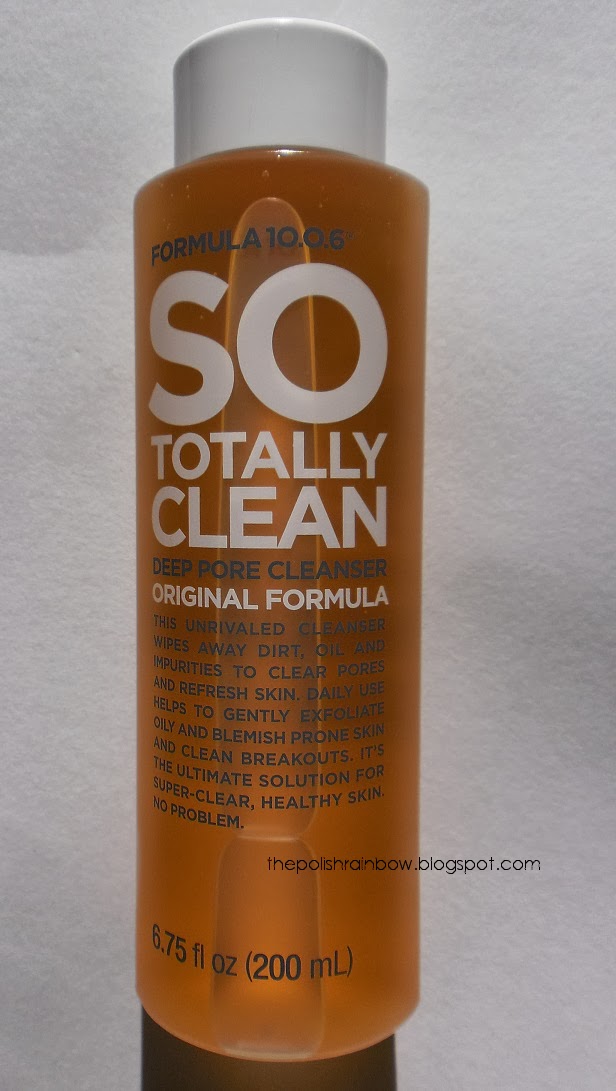 FORMULA 10.0.6™
SO
TOTALLY
CLEAN
DEEP PORE CLEANSER
ORIGINAL FORMULA
THIS UNRIVALED CLEANSER
WIPES AWAY DIRT, OIL AND
IMPURITIES TO CLEAR PORES
AND REFRESH SKIN. DAILY USE
HELPS TO GENTLY EXFOLIATE
OILY AND BLEMISH PRONE SKIN
AND CLEAN BREAKOUTS. IT'S
THE ULTIMATE SOLUTION FOR
SUPER-CLEAR, HEALTHY SKIN.
NO PROBLEM.
thepolishrainbow.blogspot.com
6.75 fl oz (200 mL)